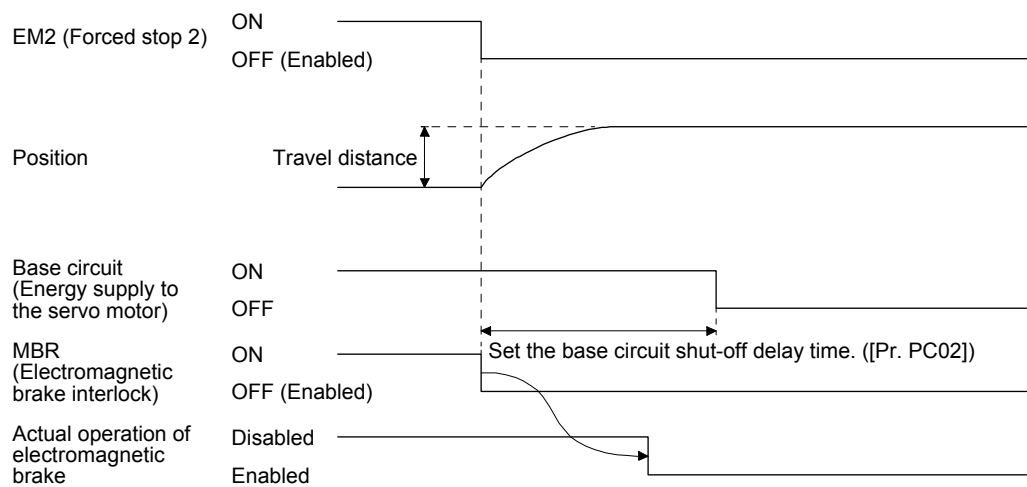 EM2 (Forced stop 2)
ON
OFF (Enabled)
Position
Travel distance
Base circuit
(Energy supply to
the servo motor)
ON
OFF
Set the base circuit shut-off delay time. ([Pr. PC02])
MBR
(Electromagnetic
brake interlock)
ON
OFF (Enabled)
Actual operation of
electromagnetic
brake
Disabled
Enabled